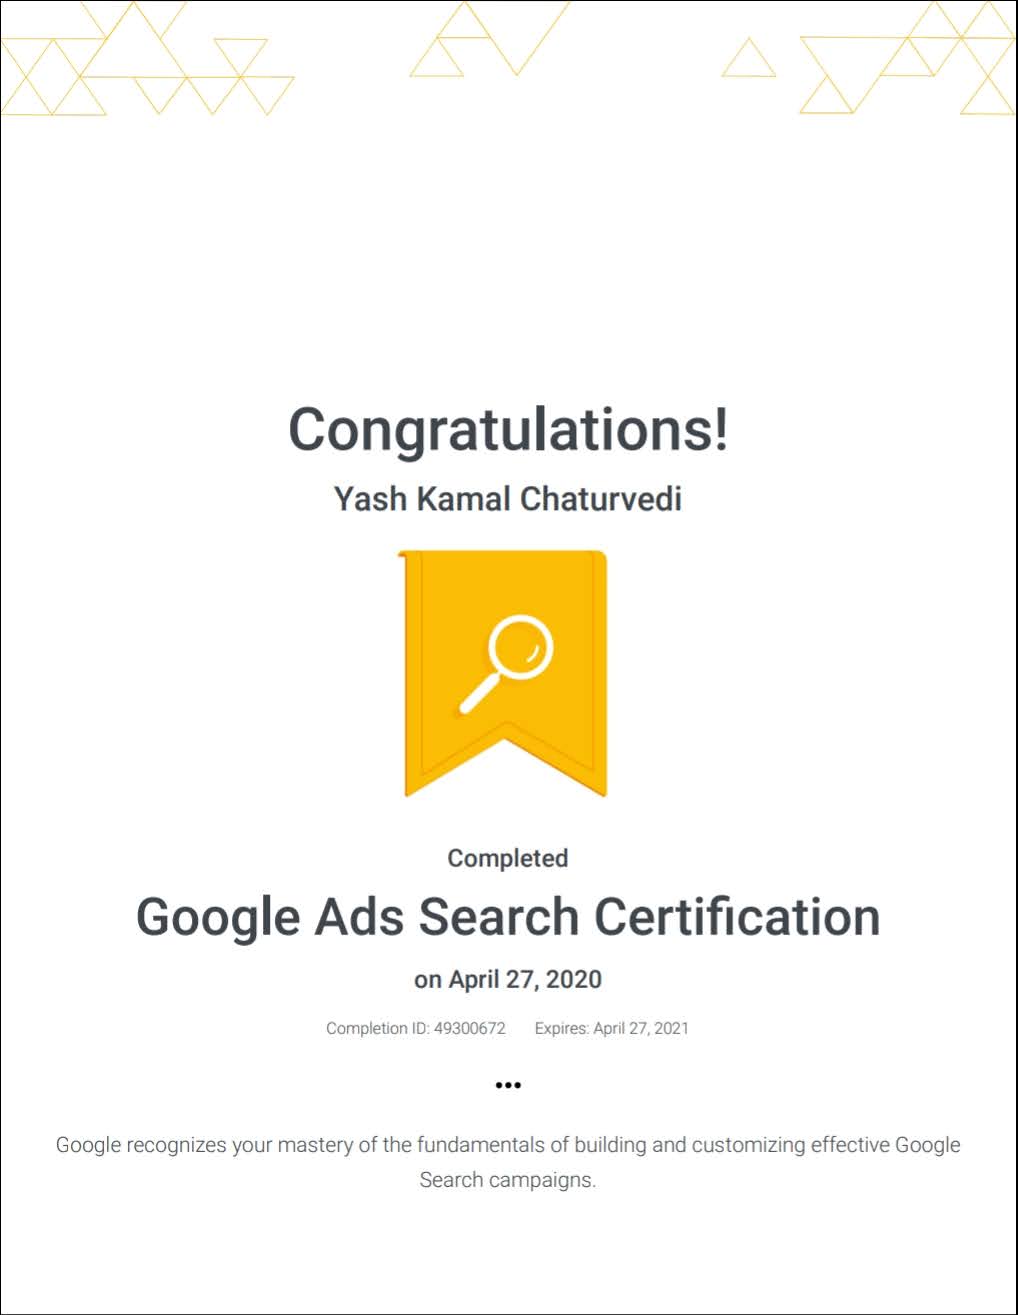 Congratulations!
Yash Kamal Chaturvedi
Completed
Google Ads Search Certification
on April 27, 2020
Completion ID: 49300672 Expires: April 27, 2021
•••
Google recognizes your mastery of the fundamentals of building and customizing effective Google
Search campaigns.